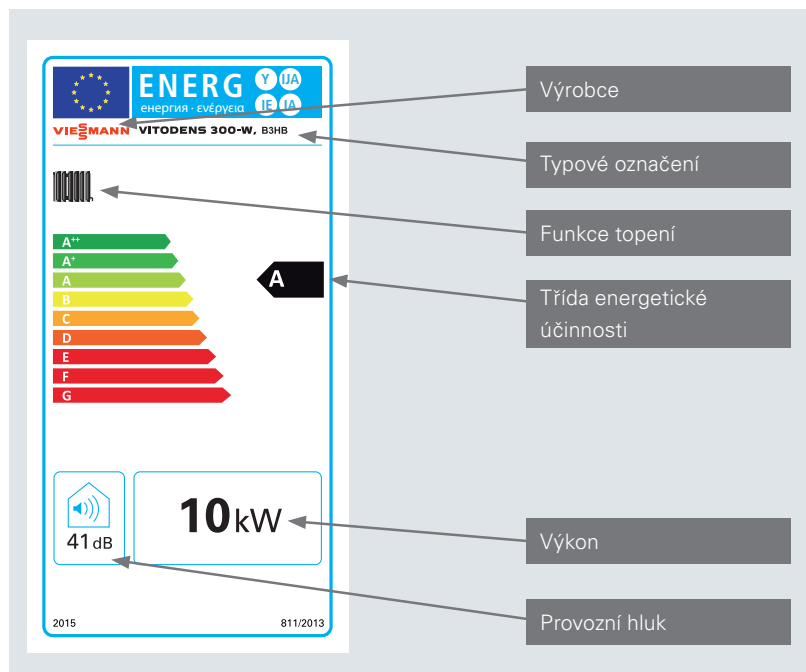 ENERG Y IJA
енергия · ενέργεια IE IA
VIESSMANN VITODENS 300-W, B3HB
A++
A+
A
B
C
D
E
F
G
A
41 dB
10 kW
2015 811/2013
Výrobce
Typové označení
Funkce topení
Třída energetické
účinnosti
Výkon
Provozní hluk